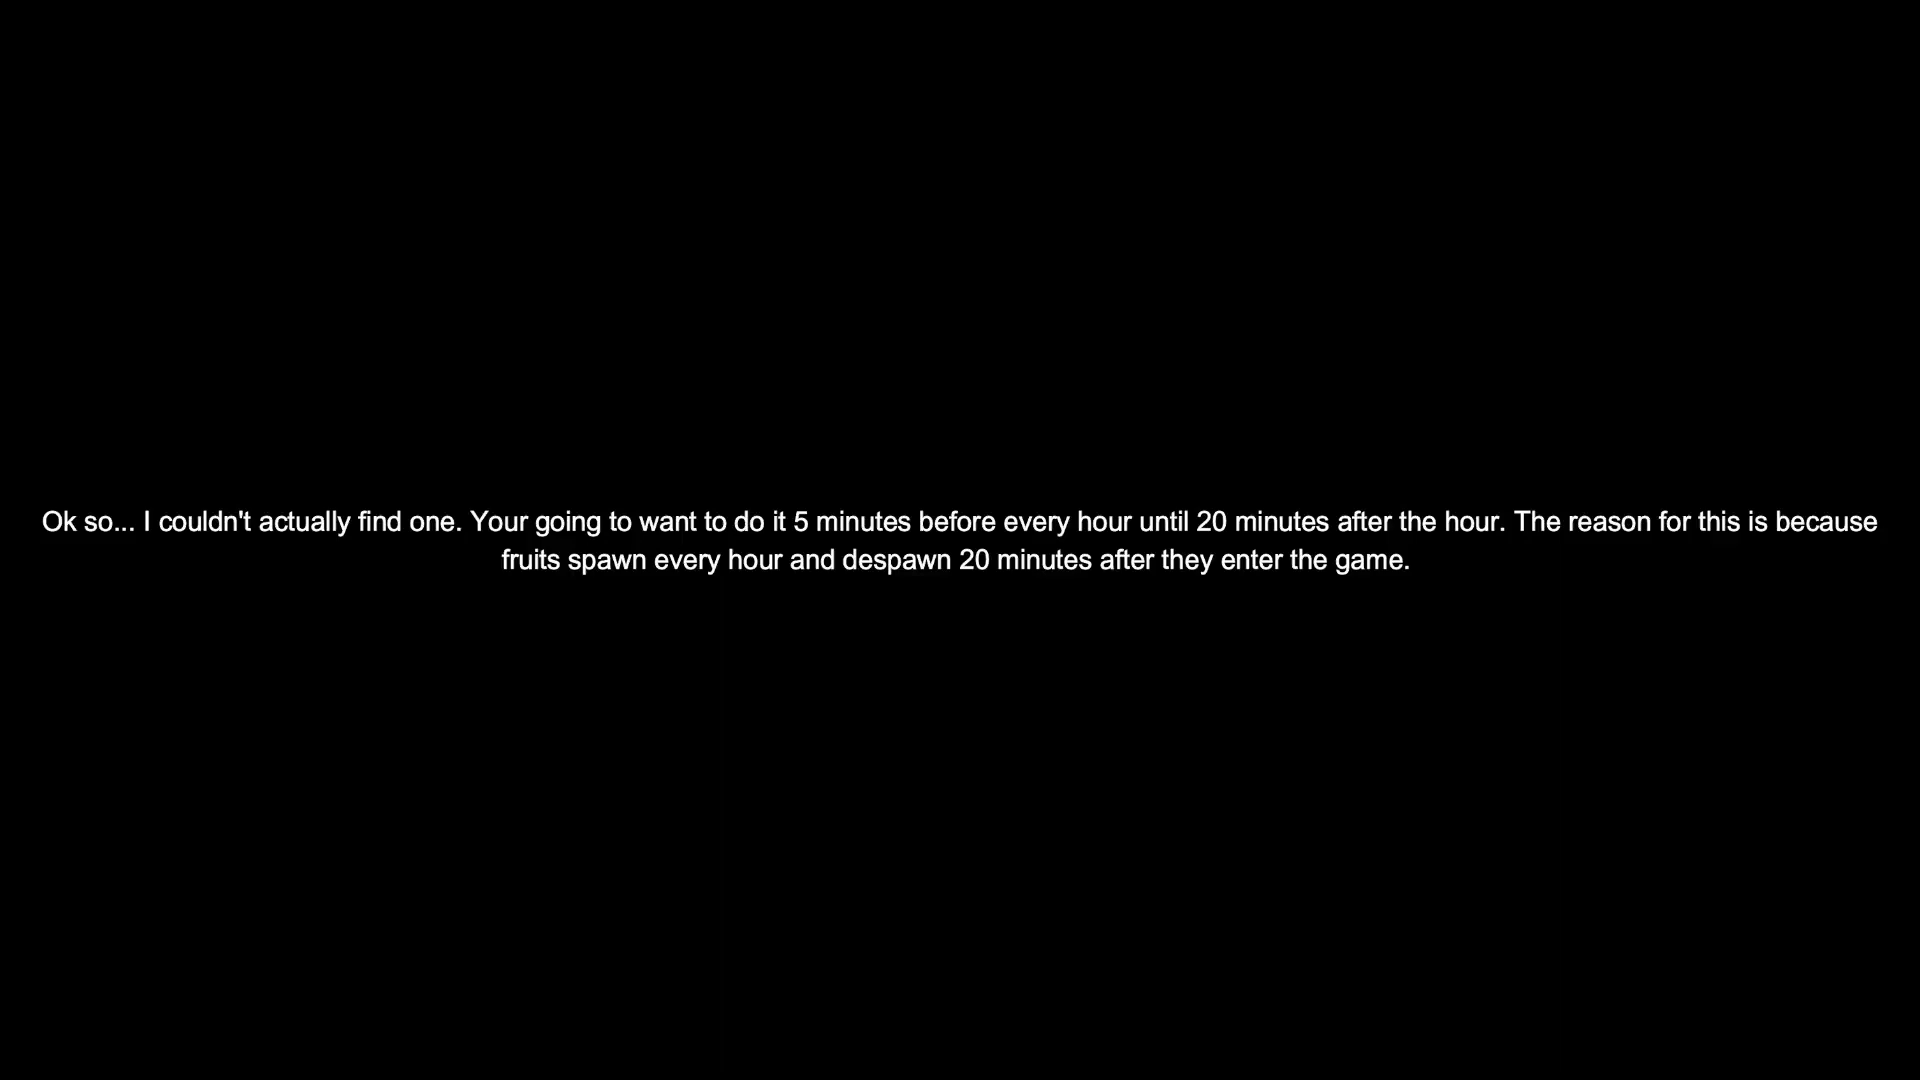 Ok so... I couldn't actually find one. Your going to want to do it 5 minutes before every hour until 20 minutes after the hour. The reason for this is because
fruits spawn every hour and despawn 20 minutes after they enter the game.